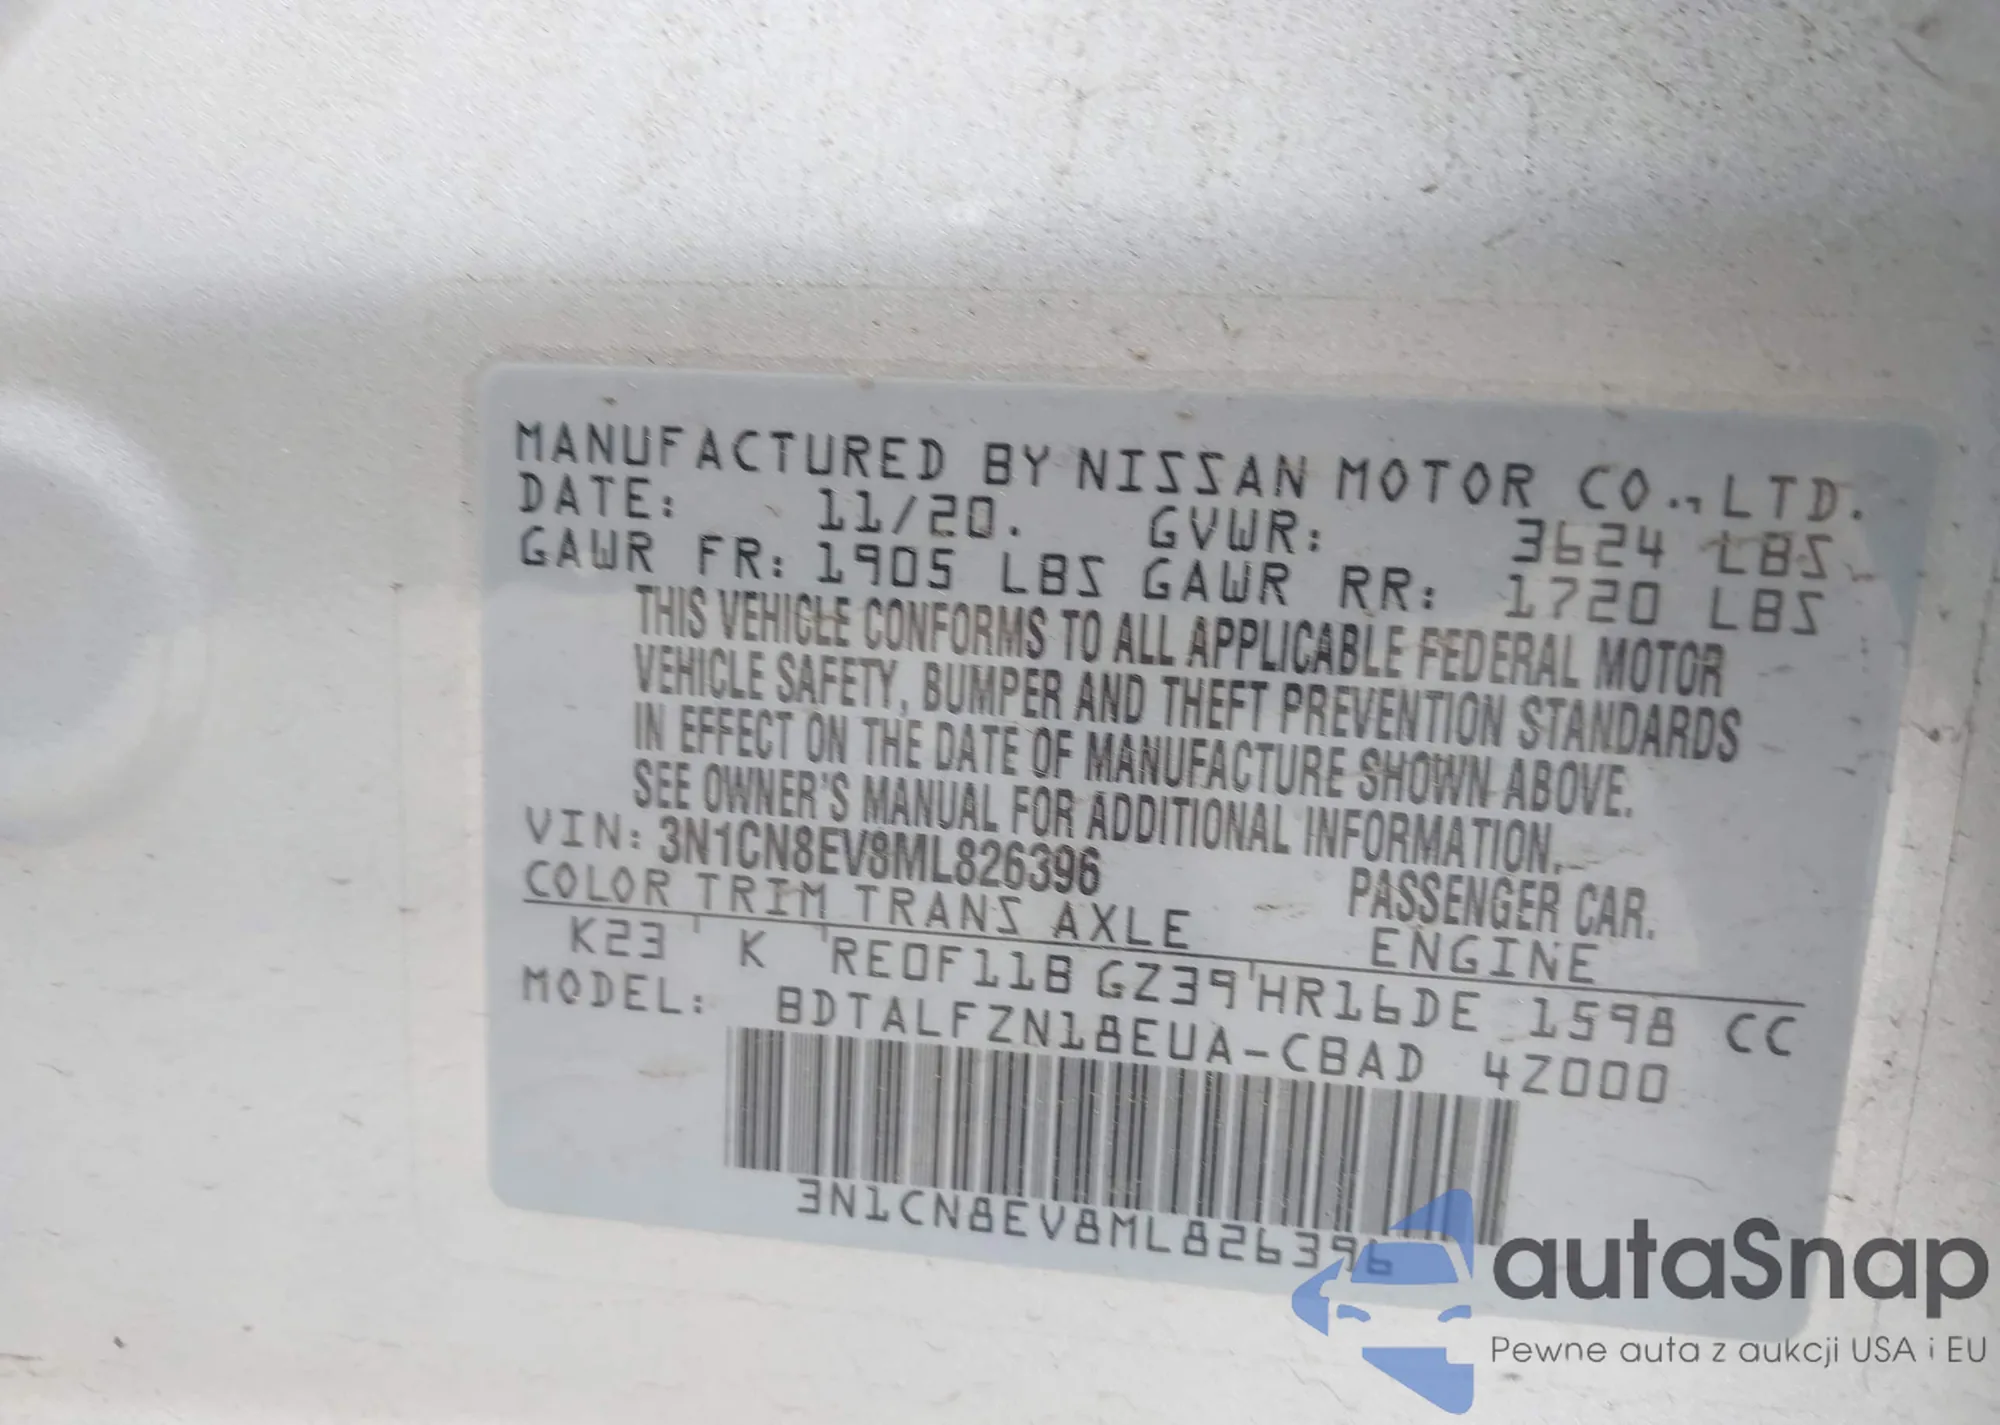 MANUFACTURED BY NISSAN MOTOR CO., LTD.
DATE: 11/20. GVWR: 3624 LBS
GAWR FR: 1905 LBS GAWR RR: 1720 LBS
THIS VEHICLE CONFORMS TO ALL APPLICABLE FEDERAL MOTOR
VEHICLE SAFETY, BUMPER AND THEFT PREVENTION STANDARDS
IN EFFECT ON THE DATE OF MANUFACTURE SHOWN ABOVE.
SEE OWNER'S MANUAL FOR ADDITIONAL INFORMATION.
VIN: 3N1CN8EV8ML826396 PASSENGER CAR.
COLOR TRIM TRANS AXLE ENGINE
K23 K RE0F11B GZ39 HR16DE 1598 CC
MODEL: BDTALFZN18EUA-CBAD 4Z000
3N1CN8EV8ML826396
autaSnap
Pewne auta z aukcji USA i EU